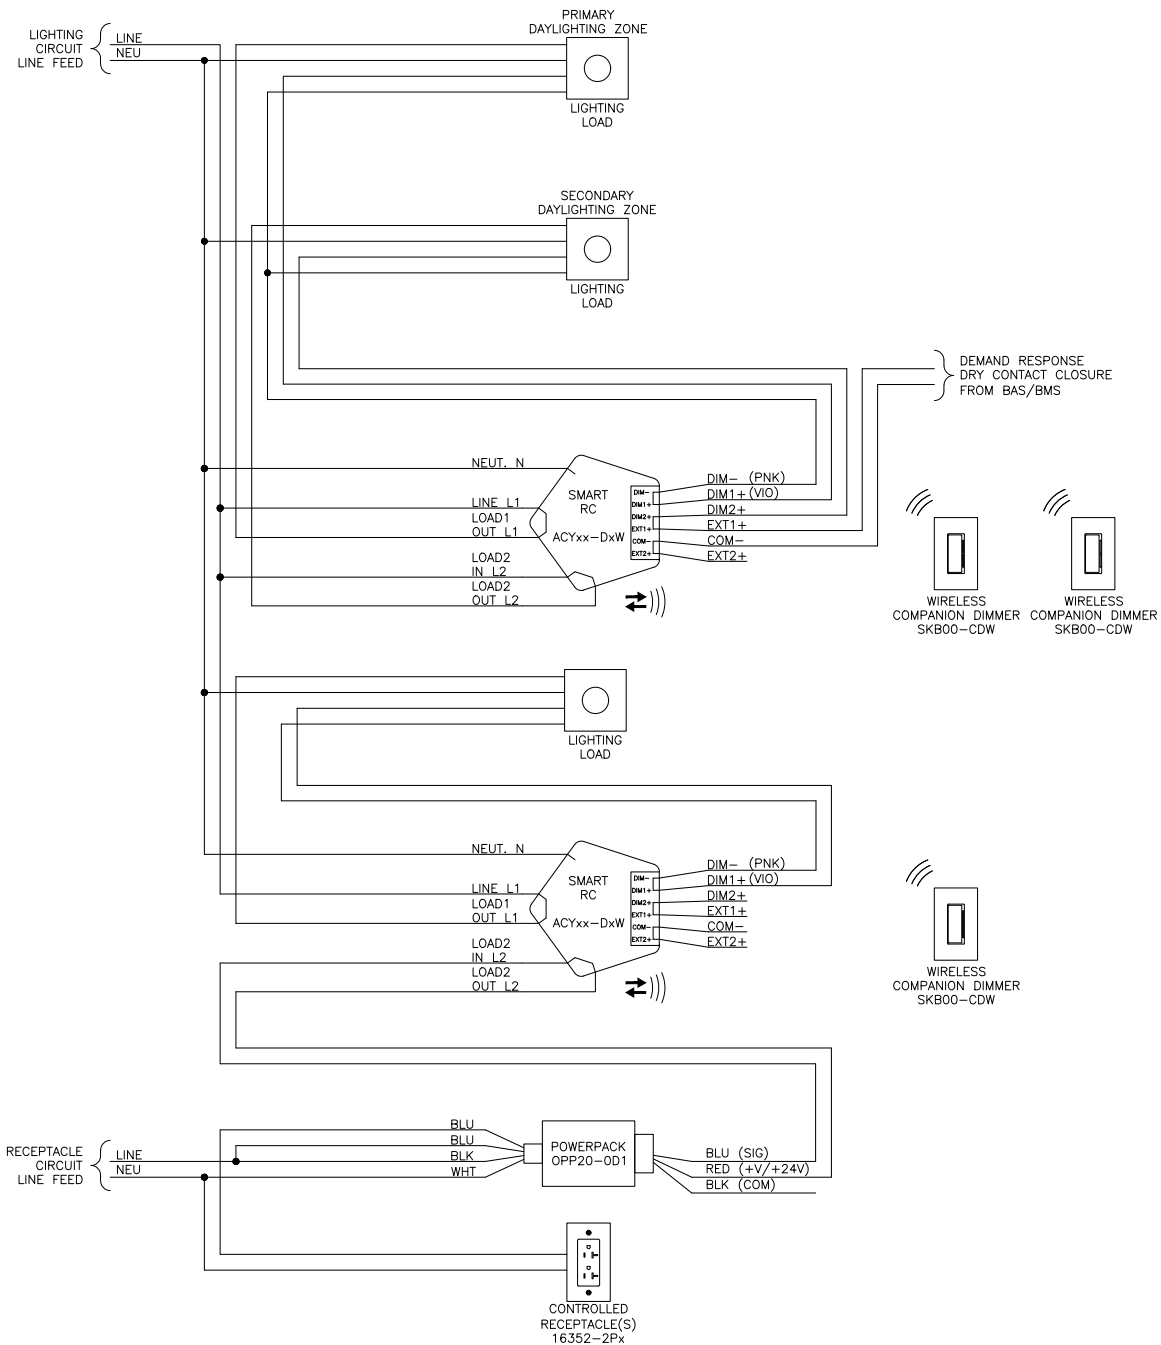 PRIMARY
DAYLIGHTING ZONE
LIGHTING
CIRCUIT
LINE FEED
LINE
NEU
LIGHTING
LOAD
SECONDARY
DAYLIGHTING ZONE
LIGHTING
LOAD
DEMAND RESPONSE
DRY CONTACT CLOSURE
FROM BAS/BMS
NEUT. N
LINE L1
LOAD1
OUT L1
LOAD2
IN L2
LOAD2
OUT L2
SMART
RC
ACYxx-DxW
DIM-
DIM1+
DIM2+
EXT1+
COM-
EXT2+
DIM- (PNK)
DIM1+ (VIO)
DIM2+
EXT1+
COM-
EXT2+
WIRELESS
COMPANION DIMMER
SKB00-CDW
WIRELESS
COMPANION DIMMER
SKB00-CDW
LIGHTING
LOAD
NEUT. N
LINE L1
LOAD1
OUT L1
LOAD2
IN L2
LOAD2
OUT L2
SMART
RC
ACYxx-DxW
DIM-
DIM1+
DIM2+
EXT1+
COM-
EXT2+
DIM- (PNK)
DIM1+ (VIO)
DIM2+
EXT1+
COM-
EXT2+
WIRELESS
COMPANION DIMMER
SKB00-CDW
RECEPTACLE
CIRCUIT
LINE FEED
LINE
NEU
BLU
BLU
BLK
WHT
POWERPACK
OPP20-0D1
BLU (SIG)
RED (+V/+24V)
BLK (COM)
CONTROLLED
RECEPTACLE(S)
16352-2Px